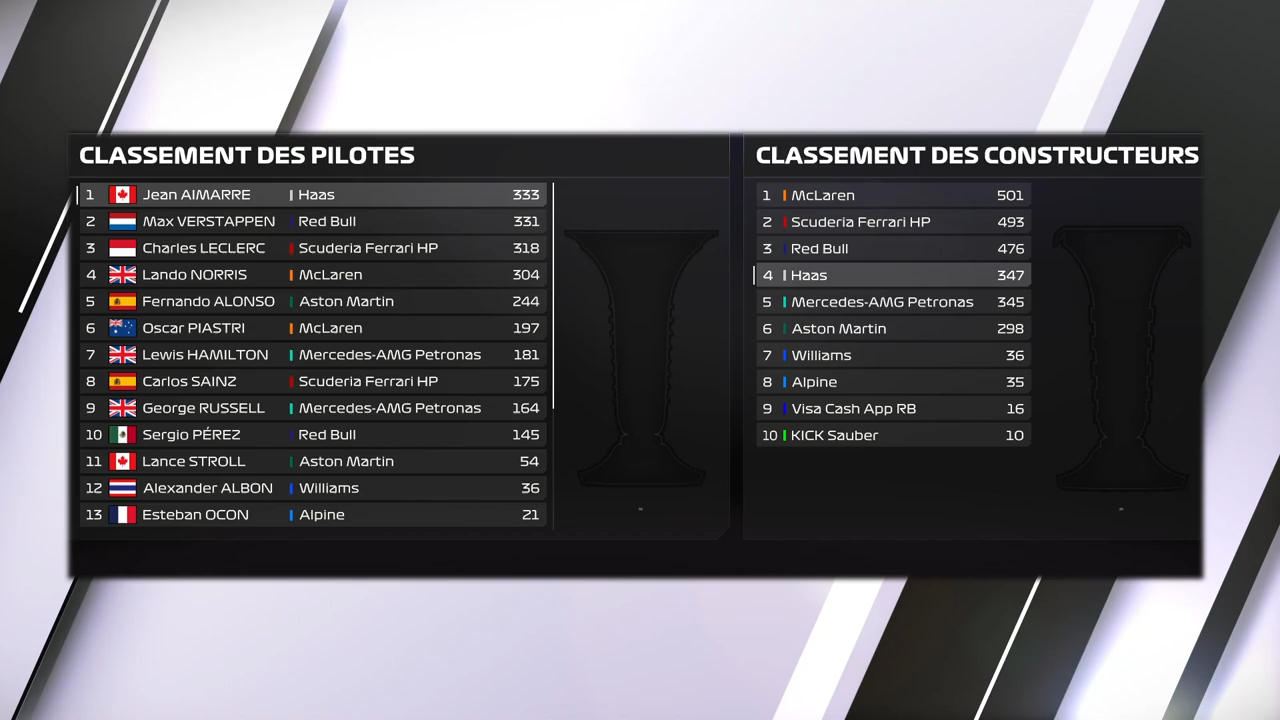 CLASSEMENT DES PILOTES
1 Jean AIMARRE Haas 333
2 Max VERSTAPPEN Red Bull 331
3 Charles LECLERC Scuderia Ferrari HP 318
4 Lando NORRIS McLaren 304
5 Fernando ALONSO Aston Martin 244
6 Oscar PIASTRI McLaren 197
7 Lewis HAMILTON Mercedes-AMG Petronas 181
8 Carlos SAINZ Scuderia Ferrari HP 175
9 George RUSSELL Mercedes-AMG Petronas 164
10 Sergio PÉREZ Red Bull 145
11 Lance STROLL Aston Martin 54
12 Alexander ALBON Williams 36
13 Esteban OCON Alpine 21
CLASSEMENT DES CONSTRUCTEURS
1 McLaren 501
2 Scuderia Ferrari HP 493
3 Red Bull 476
4 Haas 347
5 Mercedes-AMG Petronas 345
6 Aston Martin 298
7 Williams 36
8 Alpine 35
9 Visa Cash App RB 16
10 KICK Sauber 10